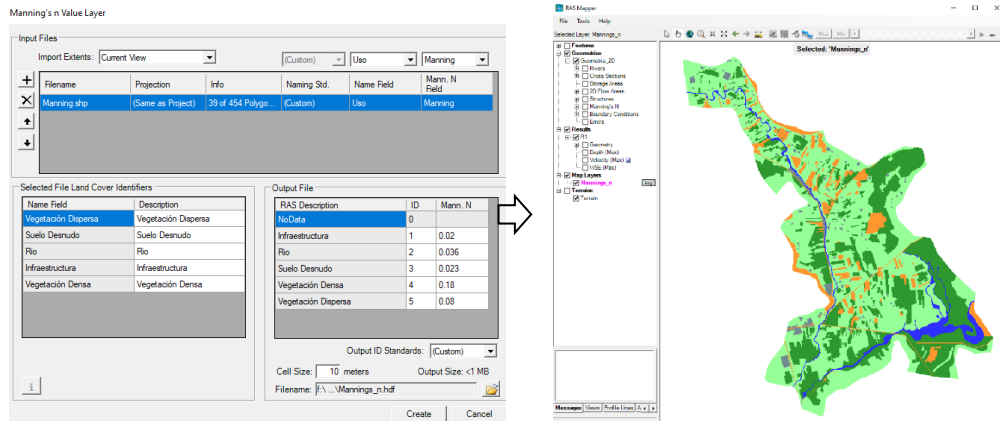 Manning's n Value Layer
Input Files
Import Extents: Current View (Custom) Uso Manning
Filename Projection Info Naming Std. Name Field Mann. N Field
Manning.shp (Same as Project) 39 of 454 Polygo... (Custom) Uso Manning
Selected File Land Cover Identifiers
Name Field Description
Vegetación Dispersa Vegetación Dispersa
Suelo Desnudo Suelo Desnudo
Rio Rio
Infraestructura Infraestructura
Vegetación Densa Vegetación Densa
Output File
RAS Description ID Mann. N
NoData 0
Infraestructura 1 0.02
Rio 2 0.036
Suelo Desnudo 3 0.023
Vegetación Densa 4 0.18
Vegetación Dispersa 5 0.08
Output ID Standards: (Custom)
Cell Size: 10 meters Output Size: <1 MB
Filename: F:\ ...\Mannings_n.hdf
Create Cancel
RAS Mapper
File Tools Help
Selected Layer: Mannings_n
Max Min
Selected: 'Mannings_n'
Features
Geometries
Geometria_2D
Rivers
Cross Sections
Storage Areas
2D Flow Areas
Structures
Manning's N
Boundary Conditions
Errors
Results
Geometry
Depth (Max)
Velocity (Max)
WSE (Max)
Map Layers
Mannings_n
Terrains
Terrain
Messages Views Profile Lines A